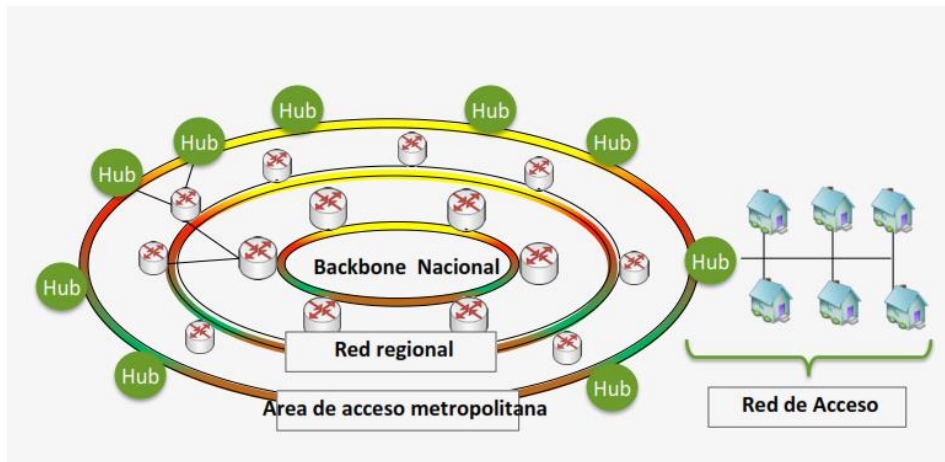 Hub
Hub
Hub
Hub
Hub
Hub
Hub
Hub
Hub
Backbone Nacional
Red regional
Area de acceso metropolitana
Red de Acceso